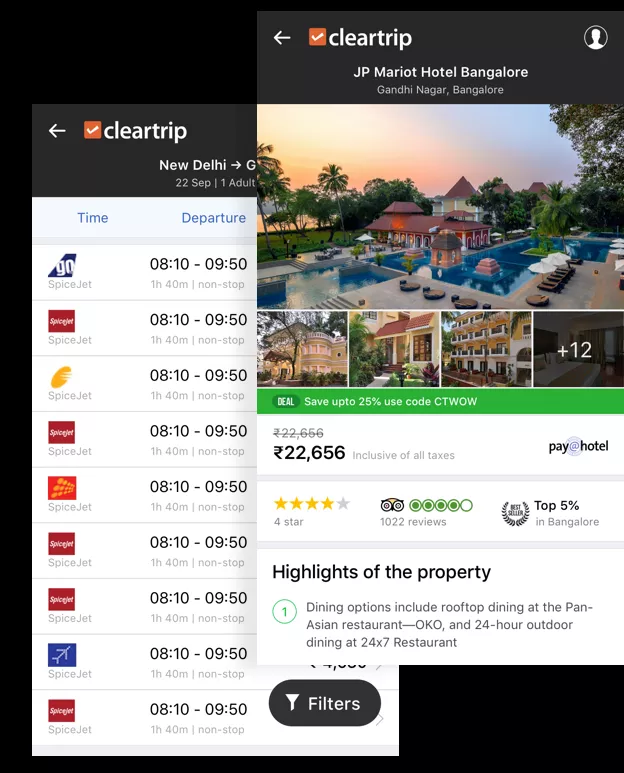 cleartrip
New Delhi → G
22 Sep | 1 Adult
Time Departure
go
SpiceJet
08:10 - 09:50
1h 40m | non-stop
SpiceJet
SpiceJet
08:10 - 09:50
1h 40m | non-stop
SpiceJet
08:10 - 09:50
1h 40m | non-stop
SpiceJet
SpiceJet
08:10 - 09:50
1h 40m | non-stop
SpiceJet
08:10 - 09:50
1h 40m | non-stop
SpiceJet
SpiceJet
08:10 - 09:50
1h 40m | non-stop
SpiceJet
SpiceJet
08:10 - 09:50
1h 40m | non-stop
SpiceJet
08:10 - 09:50
1h 40m | non-stop
SpiceJet
SpiceJet
08:10 - 09:50
1h 40m | non-stop
Filters
cleartrip
JP Mariot Hotel Bangalore
Gandhi Nagar, Bangalore
+12
DEAL Save upto 25% use code CTWOW
₹22,656
₹22,656 Inclusive of all taxes
pay@hotel
4 star
1022 reviews
BEST SELLER
Top 5%
in Bangalore
Highlights of the property
1
Dining options include rooftop dining at the Pan-
Asian restaurant—OKO, and 24-hour outdoor
dining at 24x7 Restaurant